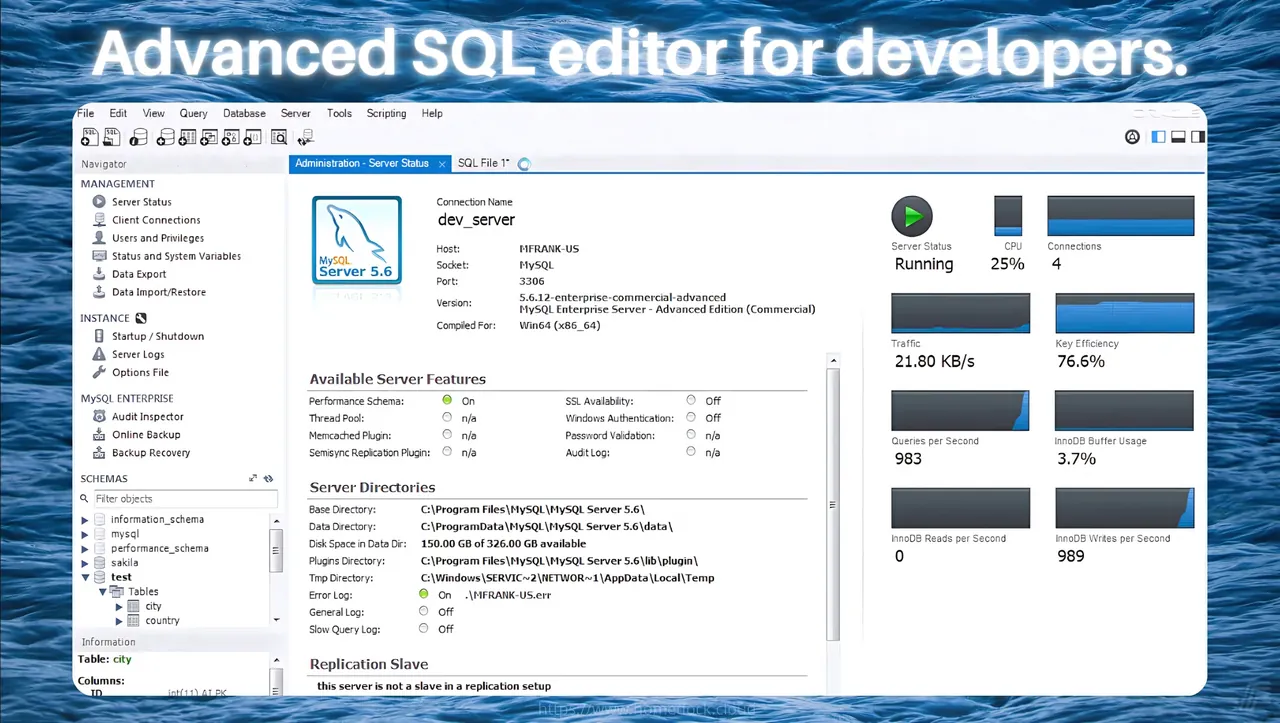 Advanced SQL editor for developers.
File Edit View Query Database Server Tools Scripting Help
Navigator
Administration - Server Status SQL File 1*
MANAGEMENT
Server Status
Client Connections
Users and Privileges
Status and System Variables
Data Export
Data Import/Restore
INSTANCE
Startup / Shutdown
Server Logs
Options File
MySQL ENTERPRISE
Audit Inspector
Online Backup
Backup Recovery
SCHEMAS
Filter objects
information_schema
mysql
performance_schema
sakila
test
Tables
city
country
Information
Table: city
Columns:
ID int(11) AI PK
MySQL
Server 5.6
Connection Name
dev_server
Host: MFRANK-US
Socket: MySQL
Port: 3306
Version: 5.6.12-enterprise-commercial-advanced
MySQL Enterprise Server - Advanced Edition (Commercial)
Compiled For: Win64 (x86_64)
Available Server Features
Performance Schema: On SSL Availability: Off
Thread Pool: n/a Windows Authentication: Off
Memcached Plugin: n/a Password Validation: n/a
Semisync Replication Plugin: n/a Audit Log: n/a
Server Directories
Base Directory: C:\Program Files\MySQL\MySQL Server 5.6\
Data Directory: C:\ProgramData\MySQL\MySQL Server 5.6\data\
Disk Space in Data Dir: 150.00 GB of 326.00 GB available
Plugins Directory: C:\Program Files\MySQL\MySQL Server 5.6\lib\plugin\
Tmp Directory: C:\Windows\SERVIC~2\NETWOR~1\AppData\Local\Temp
Error Log: On .\MFRANK-US.err
General Log: Off
Slow Query Log: Off
Replication Slave
this server is not a slave in a replication setup
Server Status CPU Connections
Running 25% 4
Traffic Key Efficiency
21.80 KB/s 76.6%
Queries per Second InnoDB Buffer Usage
983 3.7%
InnoDB Reads per Second InnoDB Writes per Second
0 989